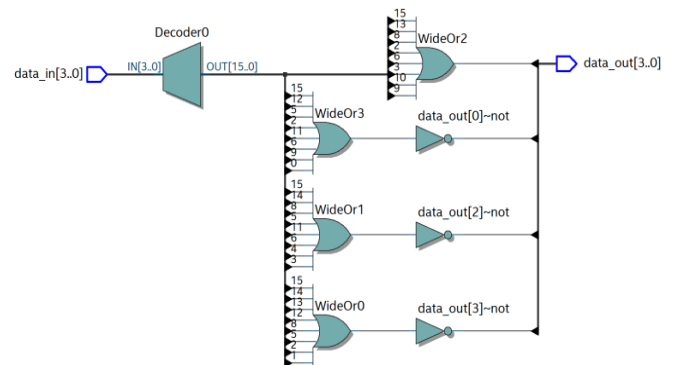 Decoder0
data_in[3..0]
IN[3..0]
OUT[15..0]
15
13
8
2
6
3
10
9
WideOr2
data_out[3..0]
15
12
5
2
11
6
9
0
WideOr3
data_out[0]~not
15
14
8
5
11
6
4
3
WideOr1
data_out[2]~not
15
14
13
12
8
5
2
1
WideOr0
data_out[3]~not